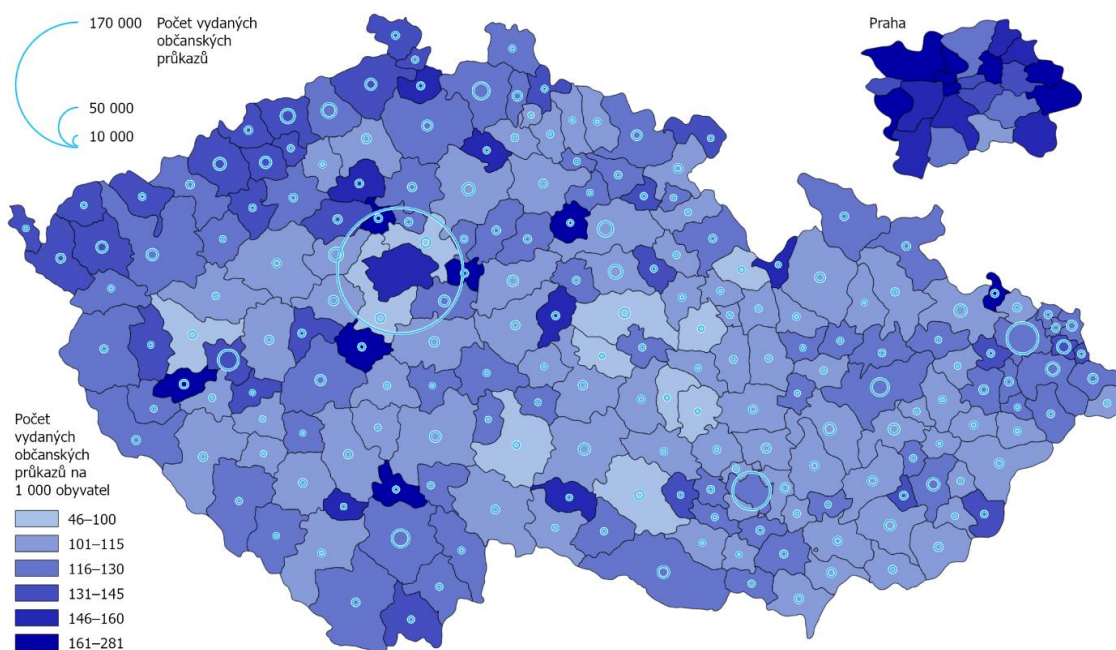 170 000
Počet vydaných
občanských
průkazů
50 000
10 000
Praha
Počet
vydaných
občanských
průkazů na
1 000 obyvatel
46–100
101–115
116–130
131–145
146–160
161–281